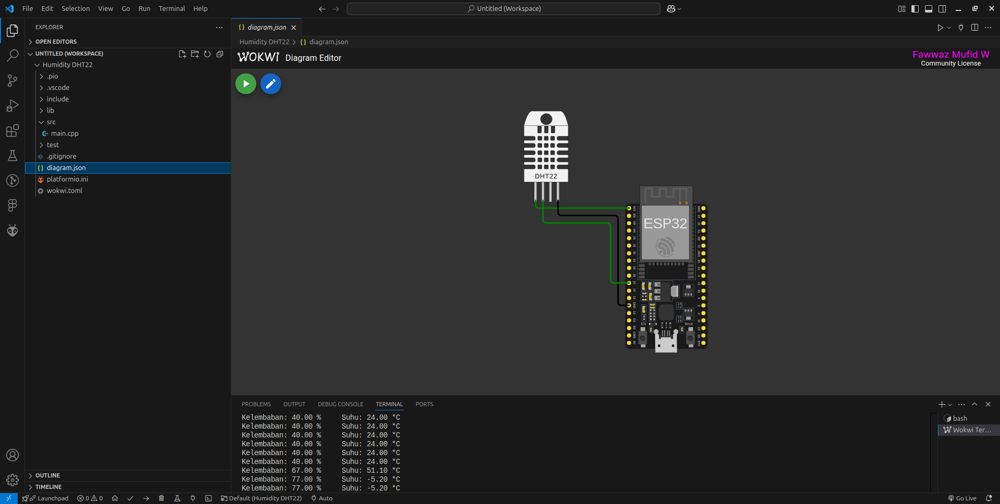 File Edit Selection View Go Run Terminal Help
Untitled (Workspace)
EXPLORER
OPEN EDITORS
UNTITLED (WORKSPACE)
Humidity DHT22
.pio
.vscode
include
lib
src
main.cpp
test
.gitignore
{} diagram.json
platformio.ini
wokwi.toml
OUTLINE
TIMELINE
{} diagram.json
Humidity DHT22 > {} diagram.json
WOKWI Diagram Editor
Fawwaz Mufid W
Community License
DHT22
ESP32
EN
Boot
PROBLEMS OUTPUT DEBUG CONSOLE TERMINAL PORTS
Kelembaban: 40.00 % Suhu: 24.00 *C
Kelembaban: 40.00 % Suhu: 24.00 *C
Kelembaban: 40.00 % Suhu: 24.00 *C
Kelembaban: 40.00 % Suhu: 24.00 *C
Kelembaban: 40.00 % Suhu: 24.00 *C
Kelembaban: 40.00 % Suhu: 24.00 *C
Kelembaban: 67.00 % Suhu: 51.10 *C
Kelembaban: 77.00 % Suhu: -5.20 *C
Kelembaban: 77.00 % Suhu: -5.20 *C
bash
Wokwi Ter...
Launchpad 0 0 Default (Humidity DHT22) Auto Go Live